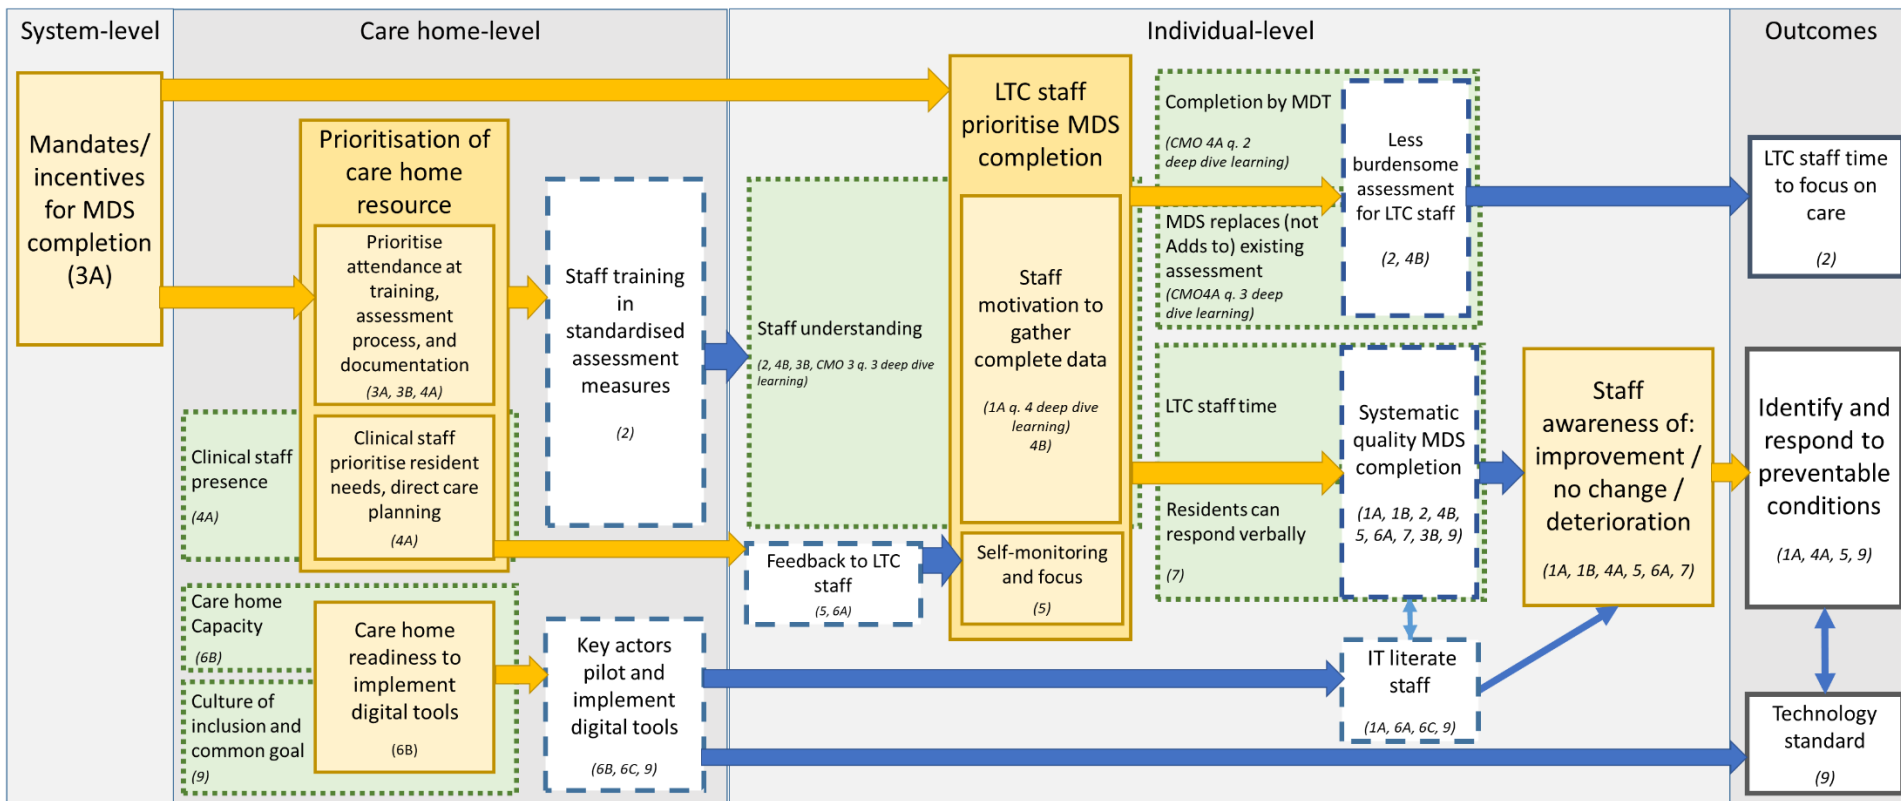 System-level
Care home-level
Individual-level
Outcomes
Mandates/
incentives
for MDS
completion
(3A)
Prioritisation of
care home
resource
Prioritise
attendance at
training,
assessment
process, and
documentation
(3A, 3B, 4A)
Clinical staff
presence
(4A)
Clinical staff
prioritise resident
needs, direct care
planning
(4A)
Care home
Capacity
(6B)
Culture of
inclusion and
common goal
(9)
Care home
readiness to
implement
digital tools
(6B)
Staff training
in
standardised
assessment
measures
(2)
Key actors
pilot and
implement
digital tools
(6B, 6C, 9)
Staff understanding
(2, 4B, 3B, CMO 3 q. 3 deep dive
learning)
Feedback to LTC
staff
(5, 6A)
LTC staff
prioritise MDS
completion
Staff
motivation to
gather
complete data
(1A q. 4 deep dive
learning)
4B)
Self-monitoring
and focus
(5)
Completion by MDT
(CMO 4A q. 2
deep dive learning)
MDS replaces (not
Adds to) existing
assessment
(CMO4A q. 3 deep
dive learning)
Less
burdensome
assessment
for LTC staff
(2, 4B)
LTC staff time
Residents can
respond verbally
(7)
Systematic
quality MDS
completion
(1A, 1B, 2, 4B,
5, 6A, 7, 3B, 9)
IT literate
staff
(1A, 6A, 6C, 9)
Staff
awareness of:
improvement /
no change /
deterioration
(1A, 1B, 4A, 5, 6A, 7)
LTC staff time
to focus on
care
(2)
Identify and
respond to
preventable
conditions
(1A, 4A, 5, 9)
Technology
standard
(9)